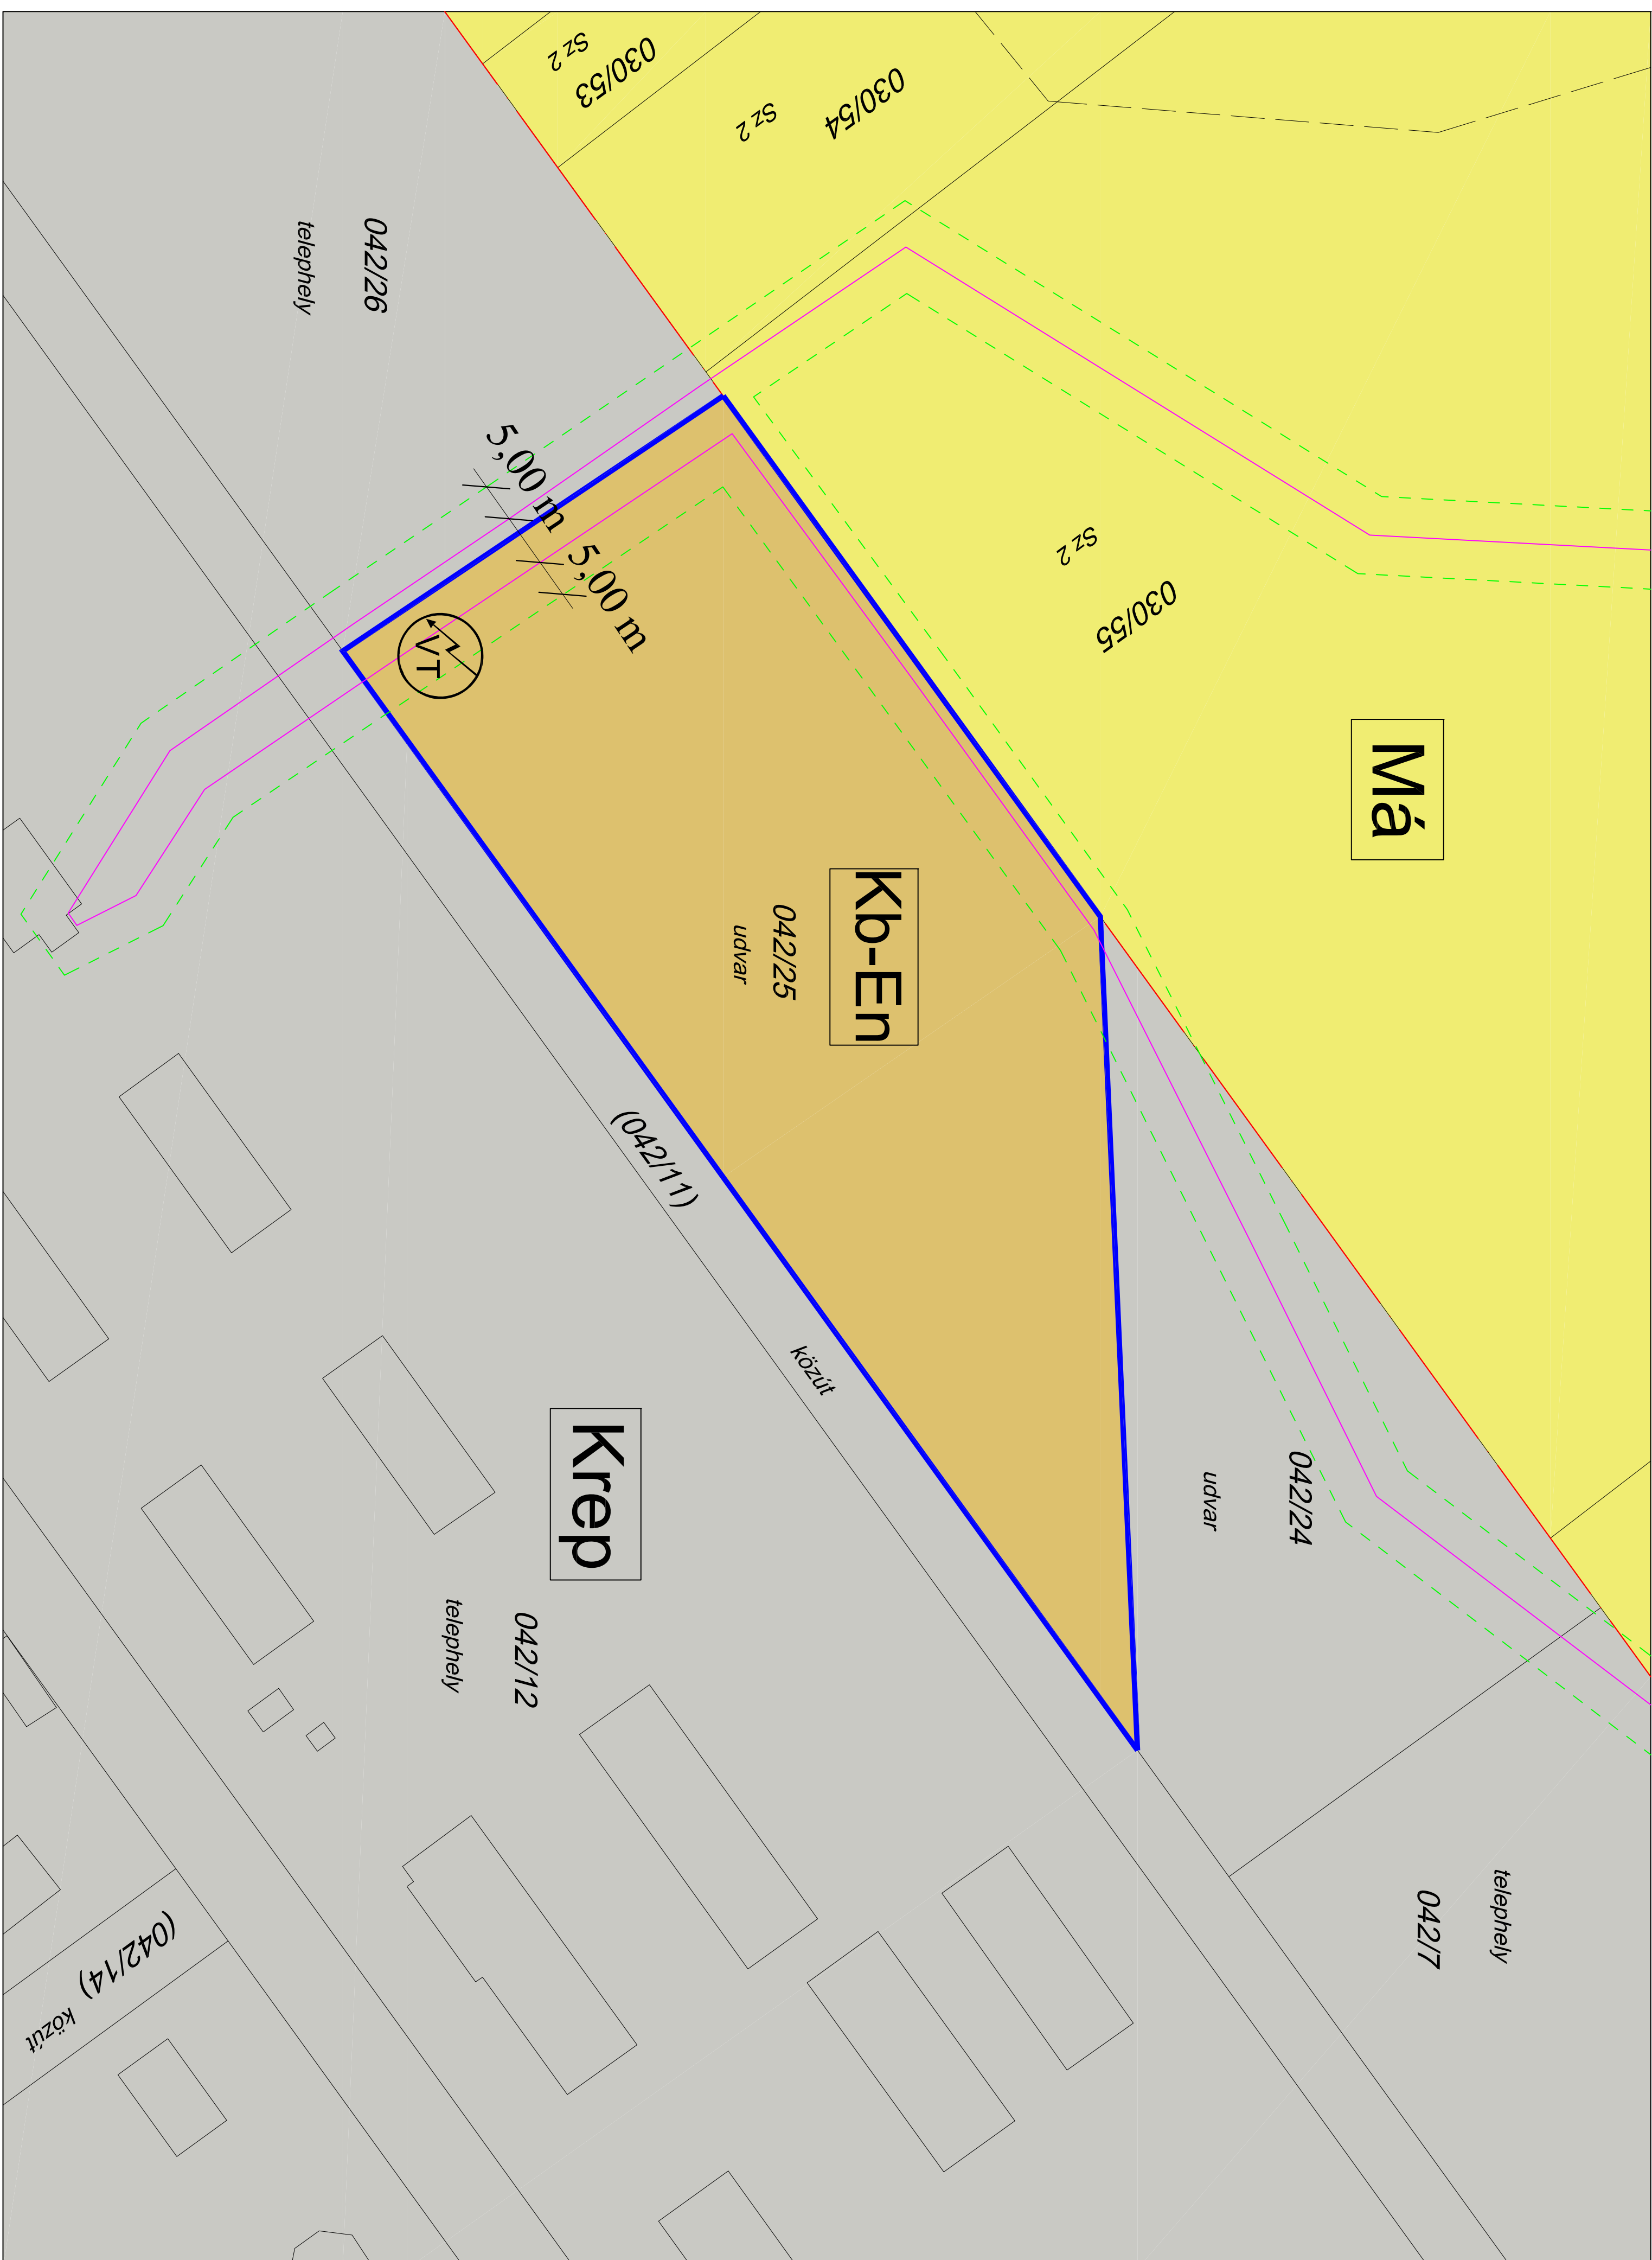 030/53
Sz 2
030/54
Sz 2
042/26
telephely
5,00 m
5,00 m
VT
Sz 2
030/55
Má
Kb-En
042/25
udvar
(042/11)
közút
042/24
udvar
Krep
042/12
telephely
telephely
042/7
(042/14)
közút